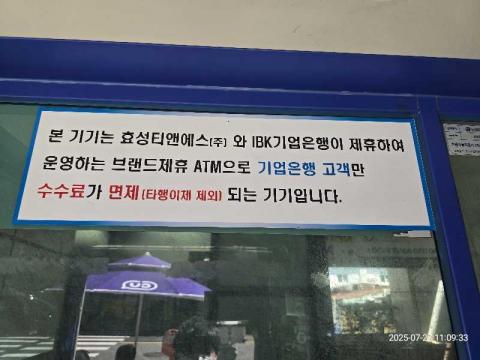 본 기기는 효성티앤에스(주) 와 IBK기업은행이 제휴하여
운영하는 브랜드제휴 ATM으로 기업은행 고객만
수수료가 면제(타행이체 제외) 되는 기기입니다.
CU